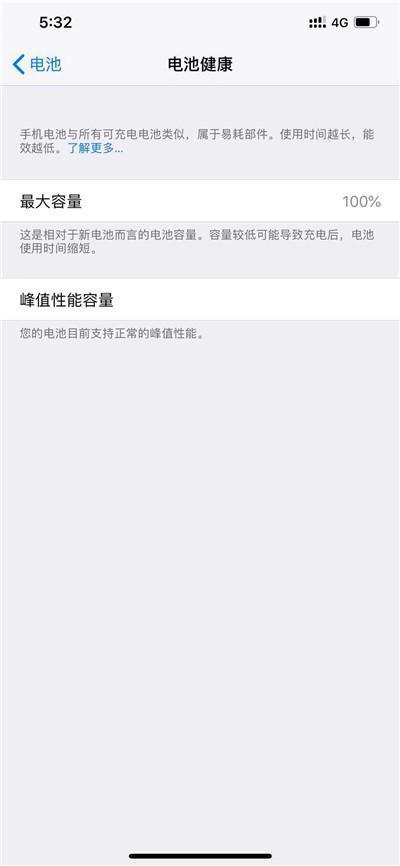 5:32 4G
电池 电池健康
手机电池与所有可充电电池类似，属于易耗部件。使用时间越长，能
效越低。了解更多...
最大容量 100%
这是相对于新电池而言的电池容量。容量较低可能导致充电后，电池
使用时间缩短。
峰值性能容量
您的电池目前支持正常的峰值性能。